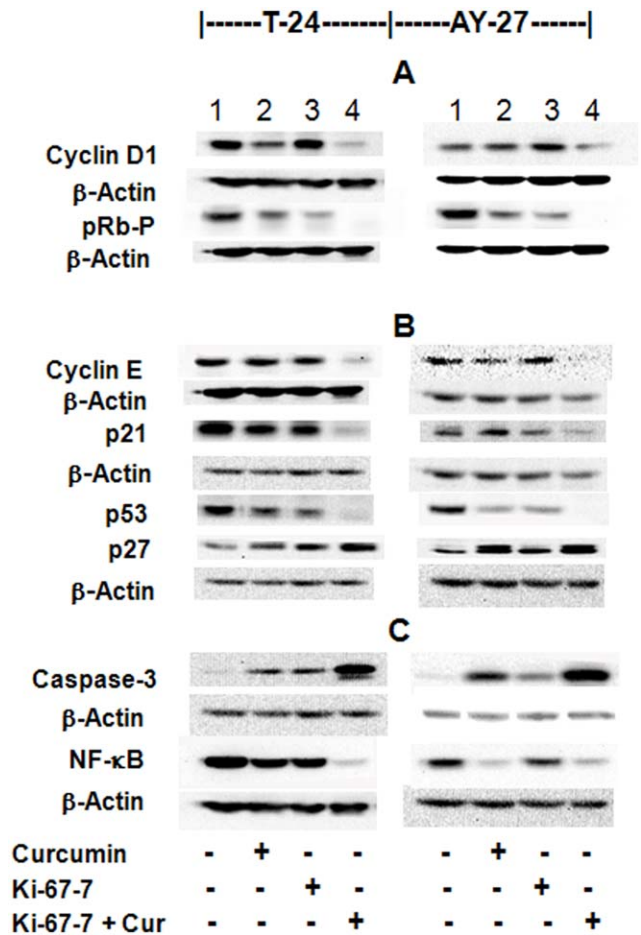 |------T-24-------|------AY-27------|
A
1 2 3 4 1 2 3 4
Cyclin D1
β-Actin
pRb-P
β-Actin
B
Cyclin E
β-Actin
p21
β-Actin
p53
p27
β-Actin
C
Caspase-3
β-Actin
NF-κB
β-Actin
Curcumin - + - - - + - -
Ki-67-7 - - + - - - + -
Ki-67-7 + Cur - - - + - - - +